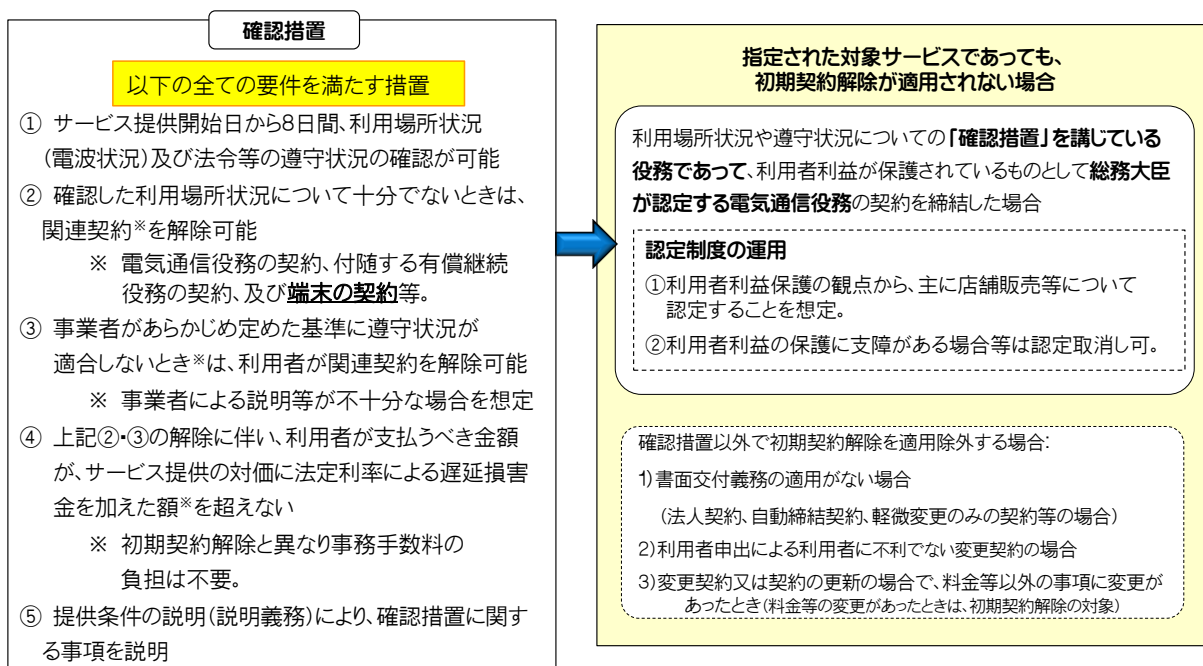 確認措置
以下の全ての要件を満たす措置
① サービス提供開始日から8日間、利用場所状況
(電波状況)及び法令等の遵守状況の確認が可能
② 確認した利用場所状況について十分でないときは、
関連契約※を解除可能
※ 電気通信役務の契約、付随する有償継続
役務の契約、及び端末の契約等。
③ 事業者があらかじめ定めた基準に遵守状況が
適合しないとき※は、利用者が関連契約を解除可能
※ 事業者による説明等が不十分な場合を想定
④ 上記②・③の解除に伴い、利用者が支払うべき金額
が、サービス提供の対価に法定利率による遅延損害
金を加えた額※を超えない
※ 初期契約解除と異なり事務手数料の
負担は不要。
⑤ 提供条件の説明(説明義務)により、確認措置に関す
る事項を説明
指定された対象サービスであっても、
初期契約解除が適用されない場合
利用場所状況や遵守状況についての「確認措置」を講じている
役務であって、利用者利益が保護されているものとして総務大臣
が認定する電気通信役務の契約を締結した場合
認定制度の運用
①利用者利益保護の観点から、主に店舗販売等について
認定することを想定。
②利用者利益の保護に支障がある場合等は認定取消し可。
確認措置以外で初期契約解除を適用除外する場合:
1)書面交付義務の適用がない場合
(法人契約、自動締結契約、軽微変更のみの契約等の場合)
2)利用者申出による利用者に不利でない変更契約の場合
3)変更契約又は契約の更新の場合で、料金等以外の事項に変更が
あったとき(料金等の変更があったときは、初期契約解除の対象)